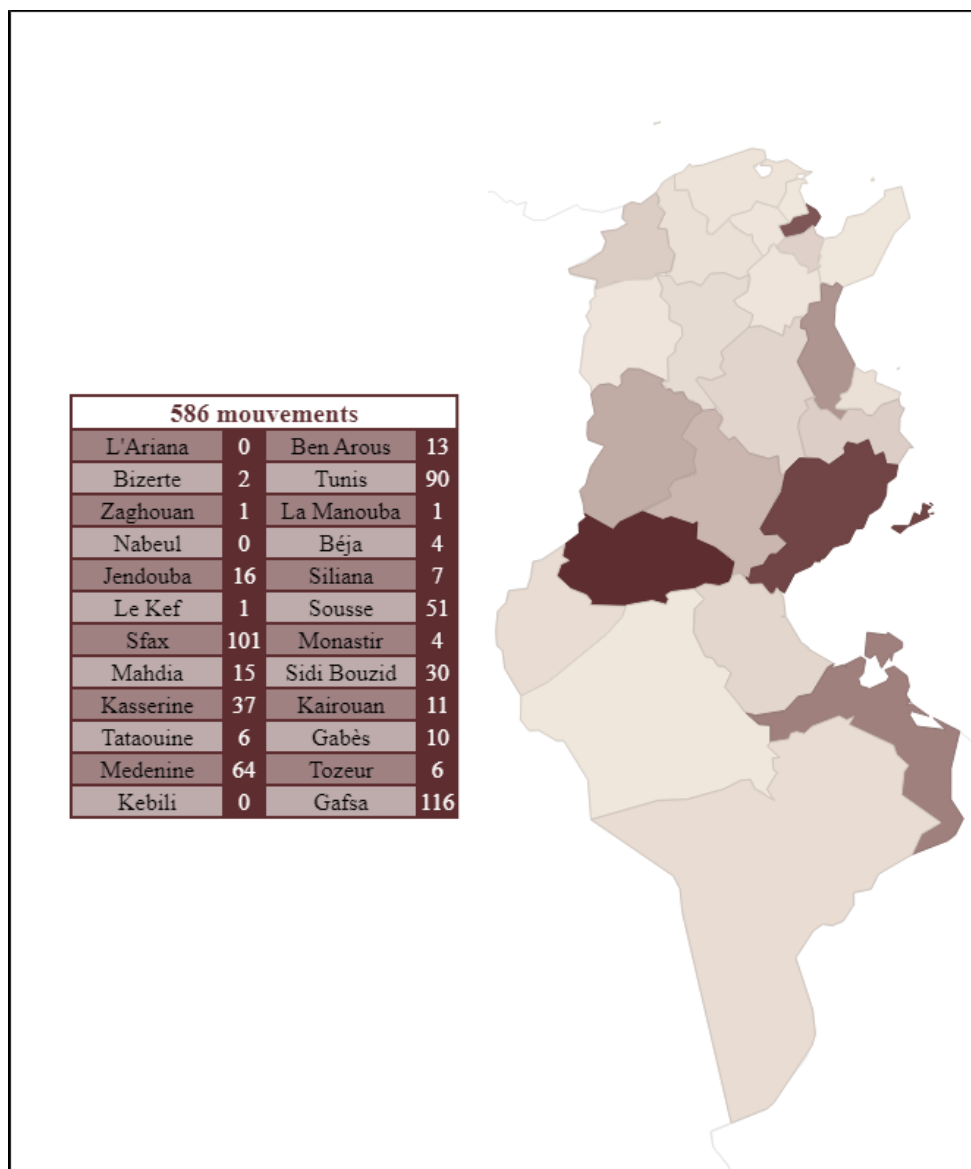 586 mouvements
L'Ariana 0 Ben Arous 13
Bizerte 2 Tunis 90
Zaghouan 1 La Manouba 1
Nabeul 0 Béja 4
Jendouba 16 Siliana 7
Le Kef 1 Sousse 51
Sfax 101 Monastir 4
Mahdia 15 Sidi Bouzid 30
Kasserine 37 Kairouan 11
Tataouine 6 Gabès 10
Medenine 64 Tozeur 6
Kebili 0 Gafsa 116